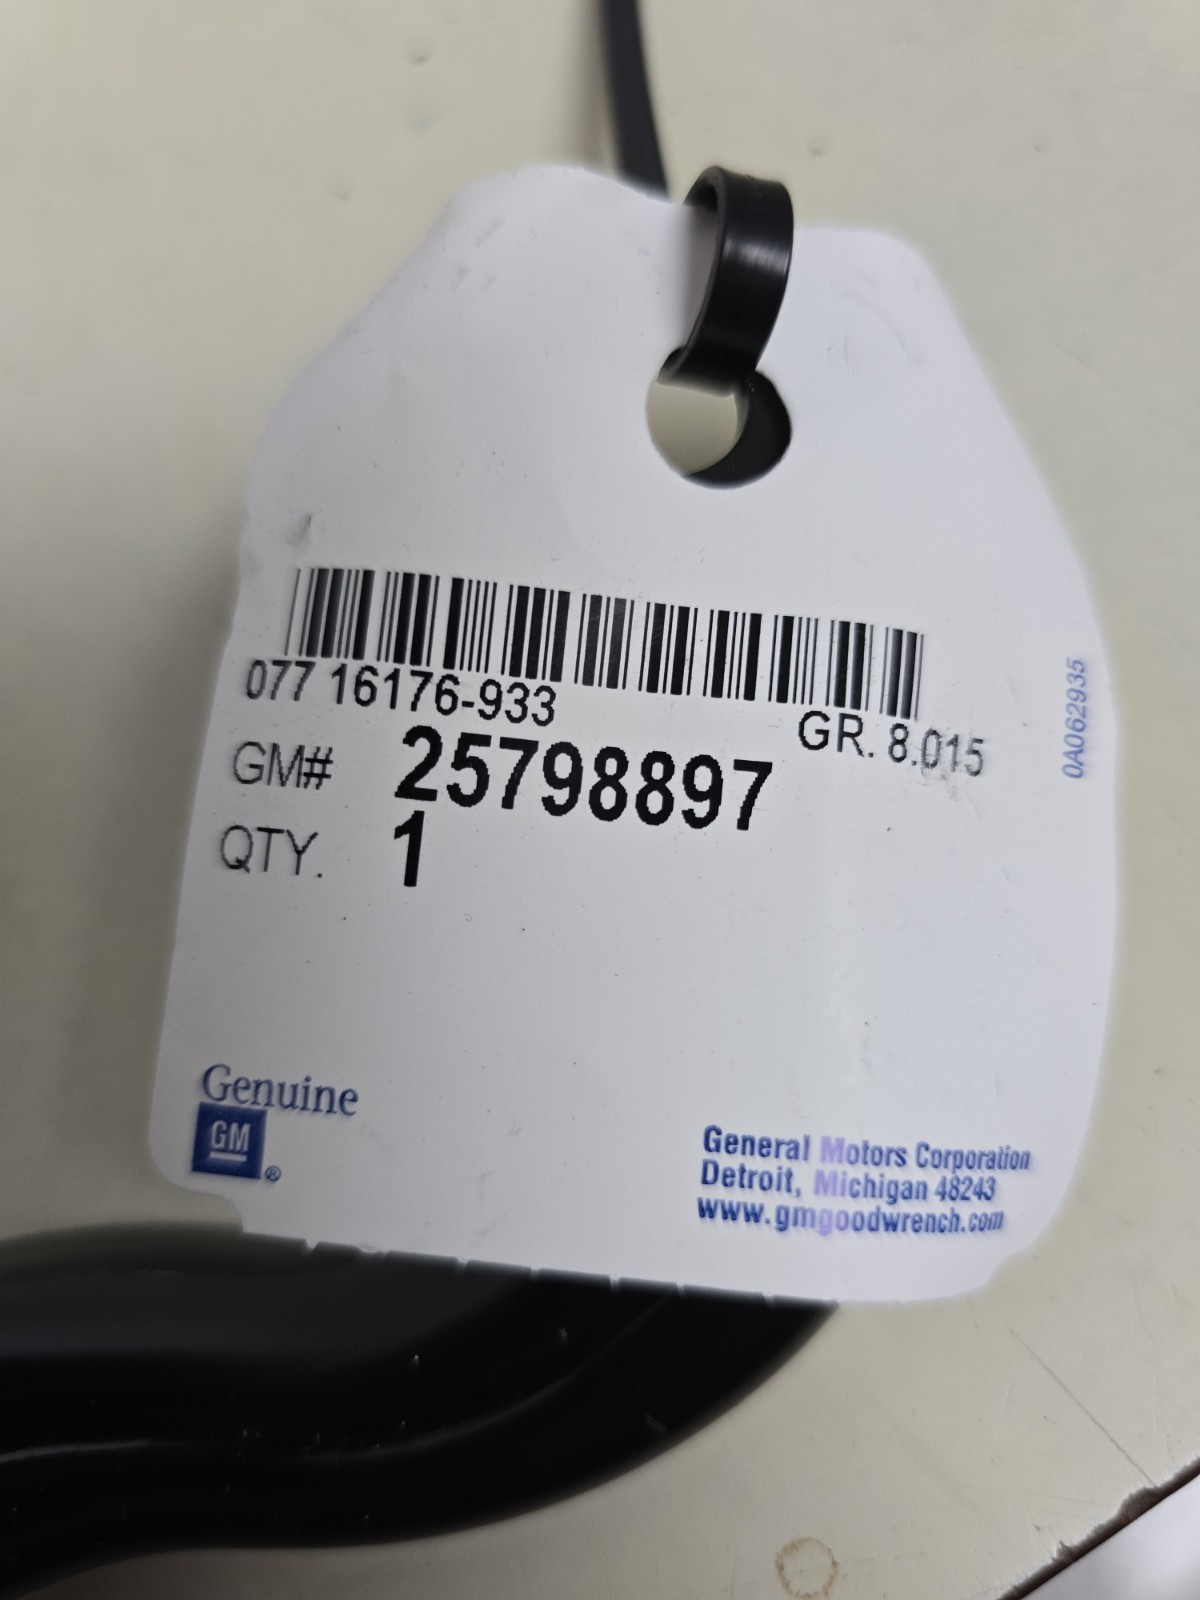 077 16176-933
GR. 8.015
GM# 25798897
QTY. 1
0A062935
Genuine
GM®
General Motors Corporation
Detroit, Michigan 48243
www.gmgoodwrench.com